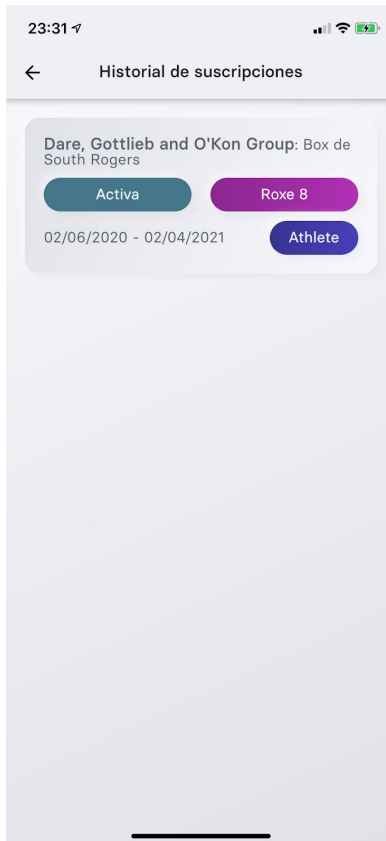 23:31
Historial de suscripciones
Dare, Gottlieb and O'Kon Group: Box de
South Rogers
Activa Roxe 8
02/06/2020 - 02/04/2021 Athlete